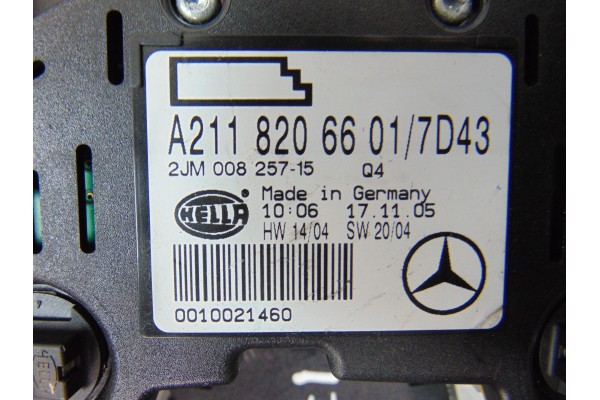 A211 820 66 01/7D43
2JM 008 257-15 Q4
HELLA
Made in Germany
10:06 17.11.05
HW 14/04 SW 20/04
0010021460